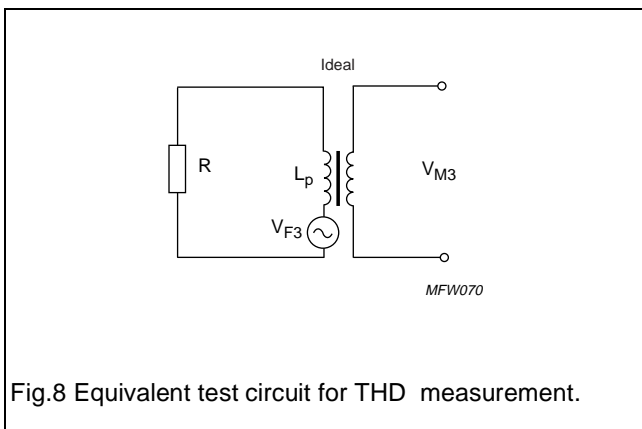 Ideal
R
Lp
VF3
VM3
MFW070
Fig.8 Equivalent test circuit for THD measurement.